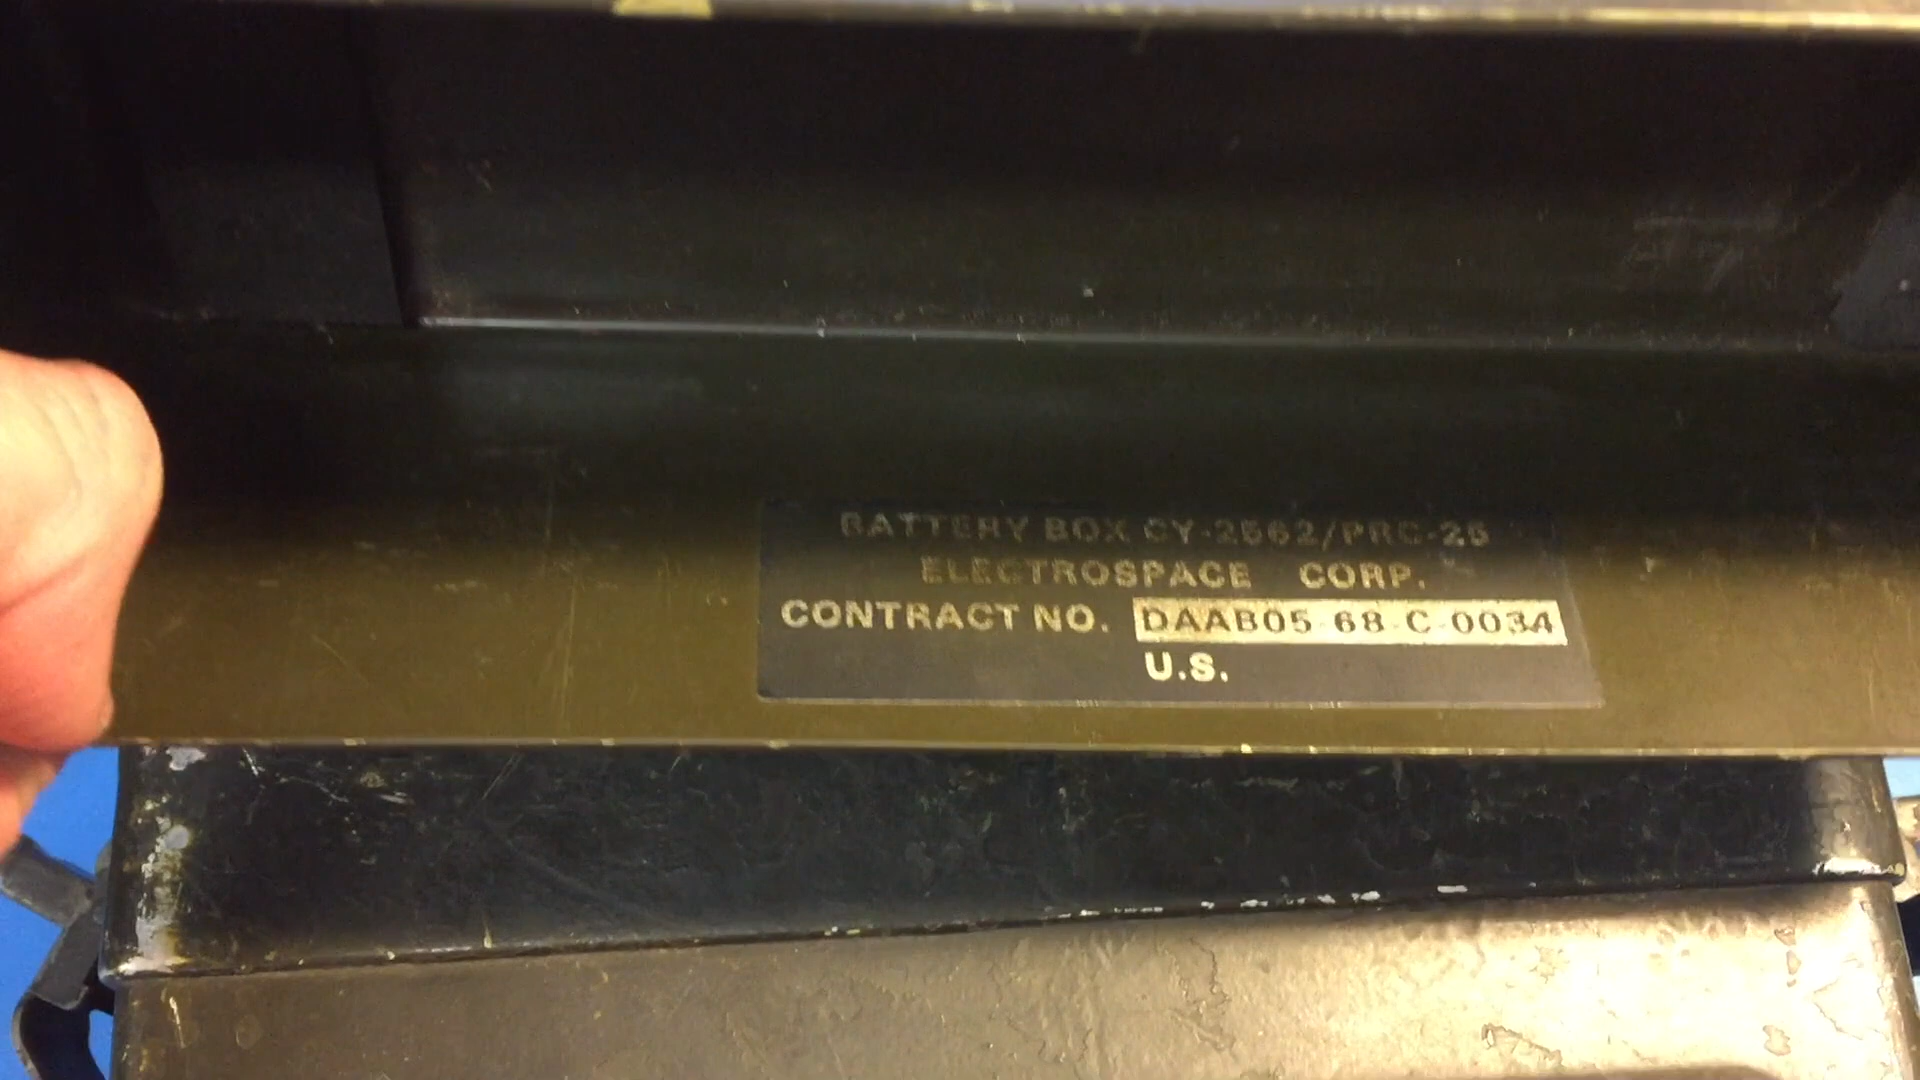 BATTERY BOX CY-2562/PRC-25
ELECTROSPACE CORP.
CONTRACT NO. DAAB05-68-C-0034
U.S.